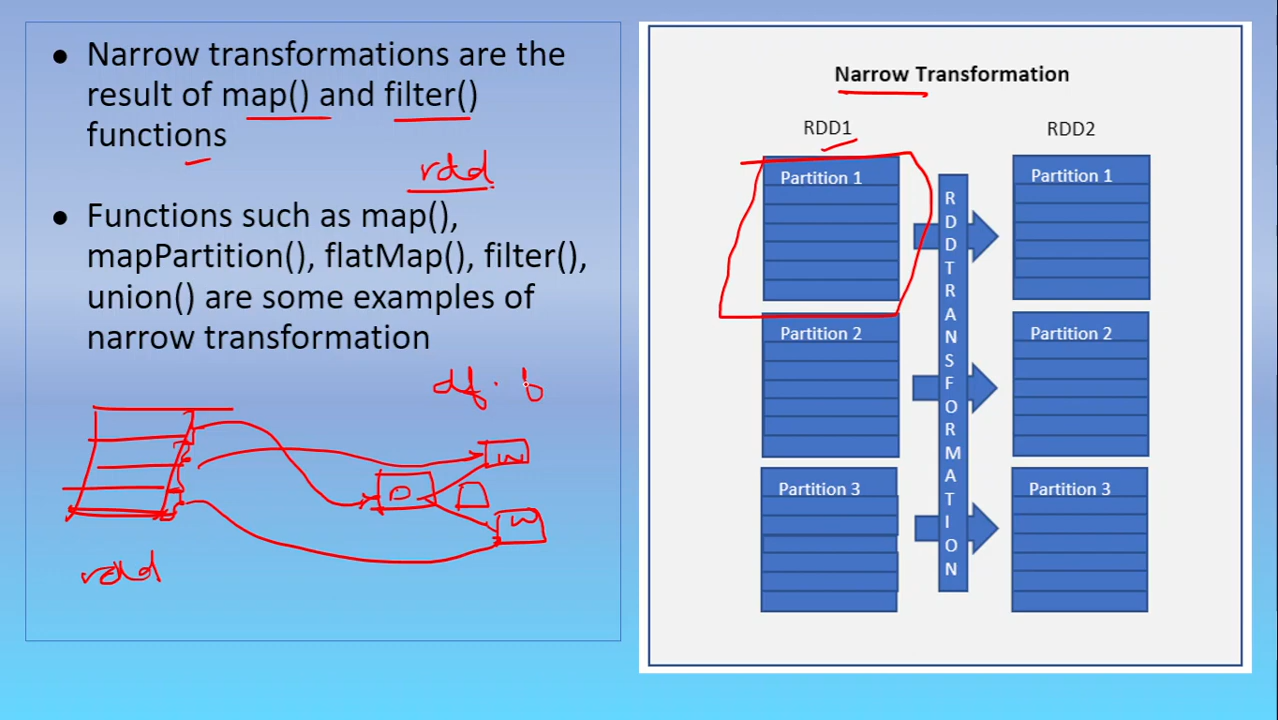 ● Narrow transformations are the
result of map() and filter()
functions
rdd
● Functions such as map(),
mapPartition(), flatMap(), filter(),
union() are some examples of
narrow transformation
df.
D
W
W
rdd
Narrow Transformation
RDD1
RDD2
Partition 1
Partition 1
Partition 2
Partition 2
Partition 3
Partition 3
RDD TRANSFORMATION